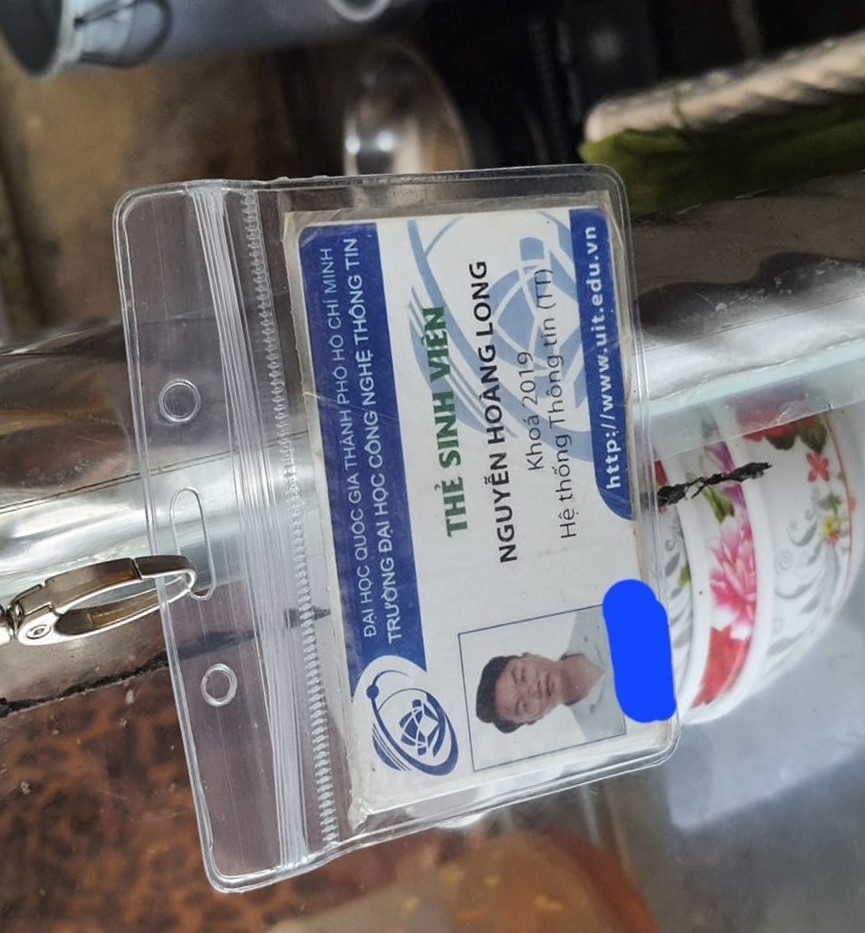 ĐẠI HỌC QUỐC GIA THÀNH PHỐ HỒ CHÍ MINH
TRƯỜNG ĐẠI HỌC CÔNG NGHỆ THÔNG TIN
THẺ SINH VIÊN
NGUYỄN HOÀNG LONG
Khoá 2019
Hệ thống Thông tin (TT)
http://www.uit.edu.vn